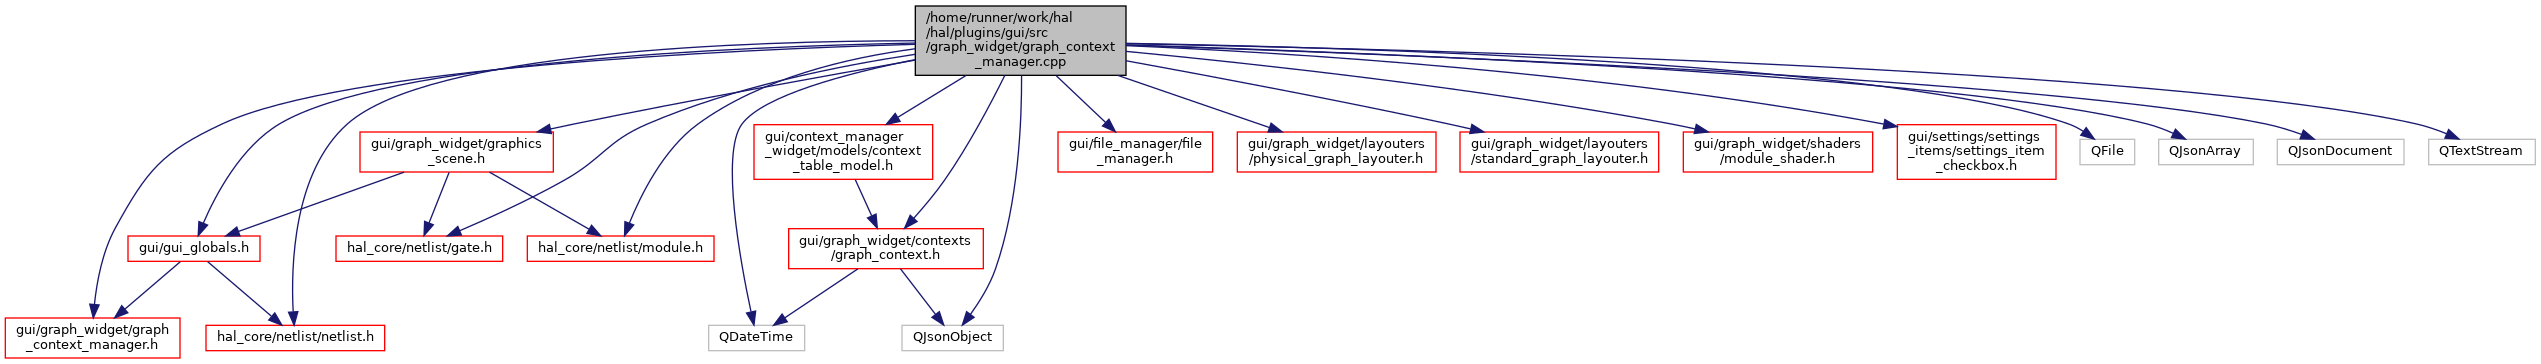 /home/runner/work/hal
/hal/plugins/gui/src
/graph_widget/graph_context
_manager.cpp
gui/graph_widget/graphics
_scene.h
gui/context_manager
_widget/models/context
_table_model.h
gui/file_manager/file
_manager.h
gui/graph_widget/layouters
/physical_graph_layouter.h
gui/graph_widget/layouters
/standard_graph_layouter.h
gui/graph_widget/shaders
/module_shader.h
gui/settings/settings
_items/settings_item
_checkbox.h
QFile
QJsonArray
QJsonDocument
QTextStream
gui/gui_globals.h
hal_core/netlist/gate.h
hal_core/netlist/module.h
gui/graph_widget/contexts
/graph_context.h
gui/graph_widget/graph
_context_manager.h
hal_core/netlist/netlist.h
QDateTime
QJsonObject